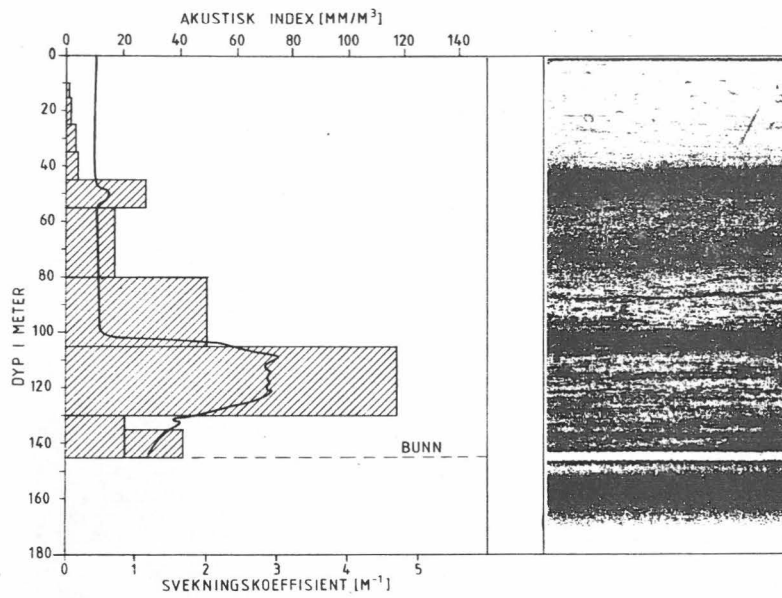 AKUSTISK INDEX [MM/M³]
0 20 40 60 80 100 120 140
DYP I METER
0
20
40
60
80
100
120
140
160
180
BUNN
0 1 2 3 4 5
SVEKNINGSKOEFFISIENT [M⁻¹]